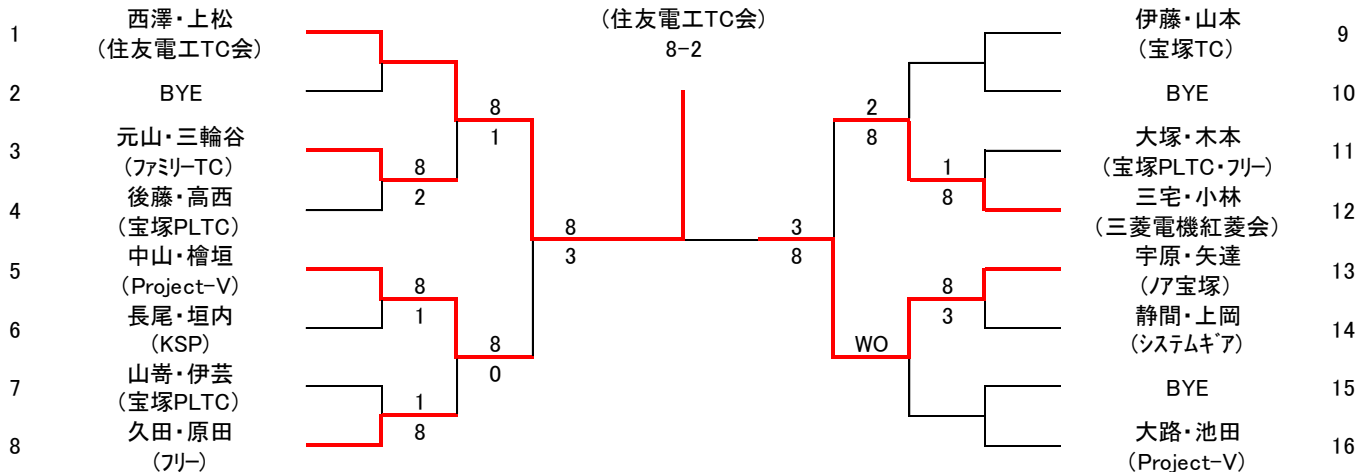 1
西澤・上松
(住友電工TC会)
2
BYE
3
元山・三輪谷
(ﾌｧﾐﾘｰTC)
4
後藤・高西
(宝塚PLTC)
5
中山・檜垣
(Project-V)
6
長尾・垣内
(KSP)
7
山嵜・伊芸
(宝塚PLTC)
8
久田・原田
(ﾌﾘｰ)
8
2
8
1
1
8
8
1
8
0
8
3
(住友電工TC会)
8-2
3
8
2
8
WO
1
8
8
3
伊藤・山本
(宝塚TC)
9
BYE
10
大塚・木本
(宝塚PLTC・ﾌﾘｰ)
11
三宅・小林
(三菱電機紅菱会)
12
宇原・矢達
(ﾉｱ宝塚)
13
静間・上岡
(ｼｽﾃﾑｷﾞｱ)
14
BYE
15
大路・池田
(Project-V)
16